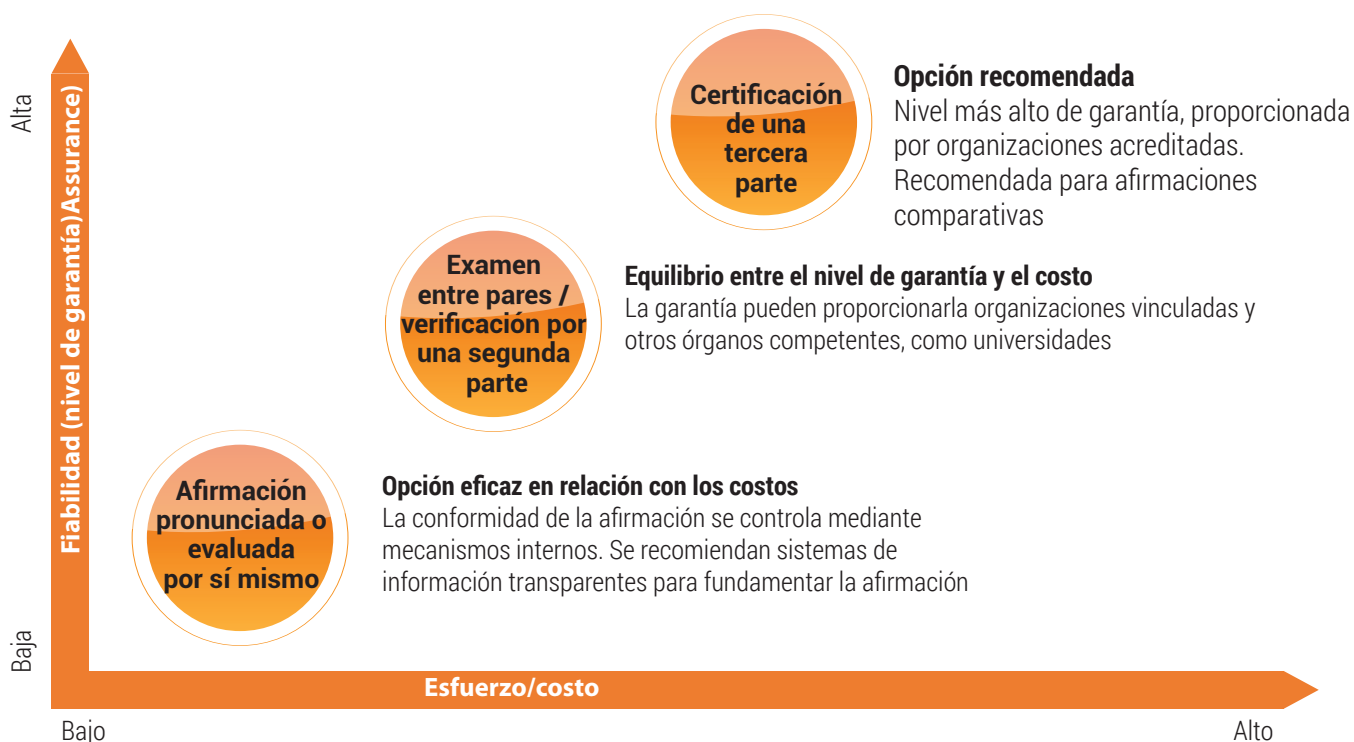 Alta
Fiabilidad (nivel de garantía)Assurance)
Baja
Certificación
de una
tercera
parte
Opción recomendada
Nivel más alto de garantía, proporcionada
por organizaciones acreditadas.
Recomendada para afirmaciones
comparativas
Examen
entre pares /
verificación por
una segunda
parte
Equilibrio entre el nivel de garantía y el costo
La garantía pueden proporcionarla organizaciones vinculadas y
otros órganos competentes, como universidades
Afirmación
pronunciada o
evaluada
por sí mismo
Opción eficaz en relación con los costos
La conformidad de la afirmación se controla mediante
mecanismos internos. Se recomiendan sistemas de
información transparentes para fundamentar la afirmación
Esfuerzo/costo
Bajo
Alto